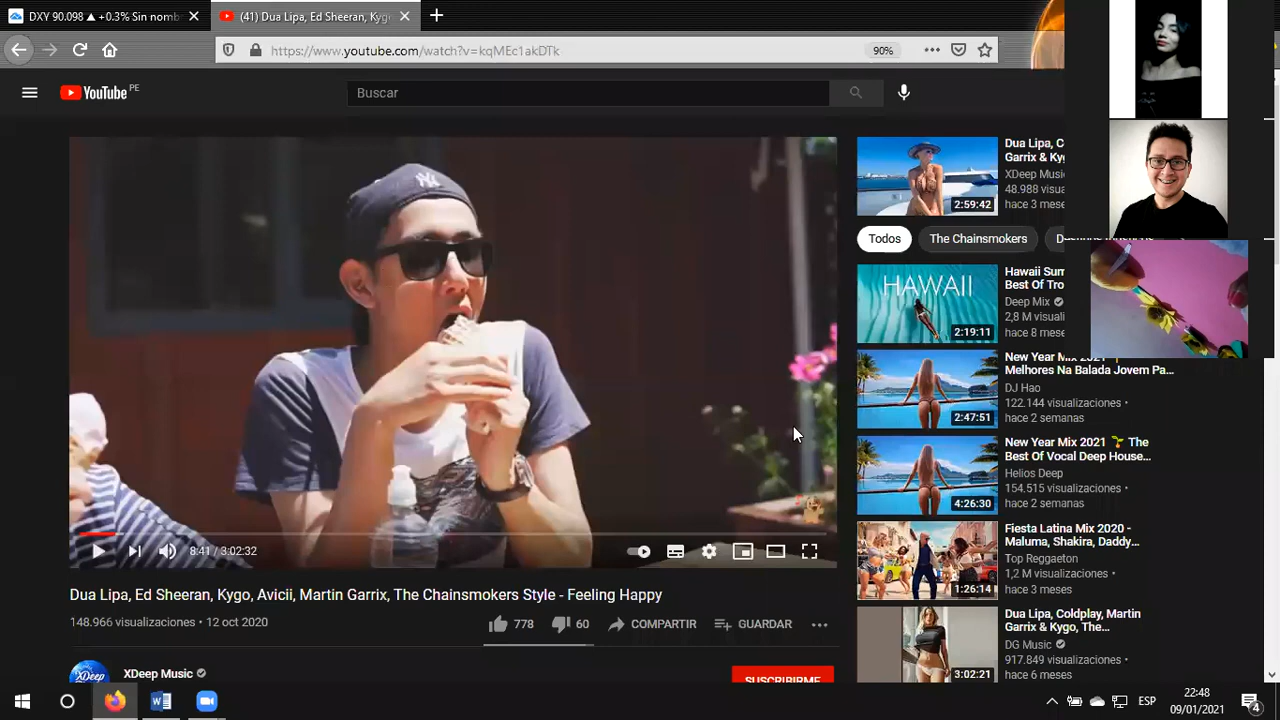 DXY 90.098 ▲ +0.3% Sin nomb
(41) Dua Lipa, Ed Sheeran, Kyg
https://www.youtube.com/watch?v=kqMEc1akDTk
90%
YouTube PE
Buscar
NY
8:41 / 3:02:32
Dua Lipa, Ed Sheeran, Kygo, Avicii, Martin Garrix, The Chainsmokers Style - Feeling Happy
148.966 visualizaciones • 12 oct 2020
778
60
COMPARTIR
GUARDAR
XDeep
XDeep Music
SUSCRIBIRME
2:59:42
Dua Lipa, C
Garrix & Kyg
XDeep Music
48.988 visua
hace 3 mese
Todos
The Chainsmokers
HAWAII
2:19:11
Hawaii Sum
Best Of Tro
Deep Mix
2,8 M visuali
hace 8 mese
2:47:51
New Year Mix 2021
Melhores Na Balada Jovem Pa...
DJ Hao
122.144 visualizaciones •
hace 2 semanas
4:26:30
New Year Mix 2021 🌱 The
Best Of Vocal Deep House...
Helios Deep
154.515 visualizaciones •
hace 2 semanas
1:26:14
Fiesta Latina Mix 2020 -
Maluma, Shakira, Daddy...
Top Reggaeton
1,2 M visualizaciones •
hace 3 meses
3:02:21
Dua Lipa, Coldplay, Martin
Garrix & Kygo, The...
DG Music
917.849 visualizaciones •
hace 6 meses
ESP
22:48
09/01/2021
4